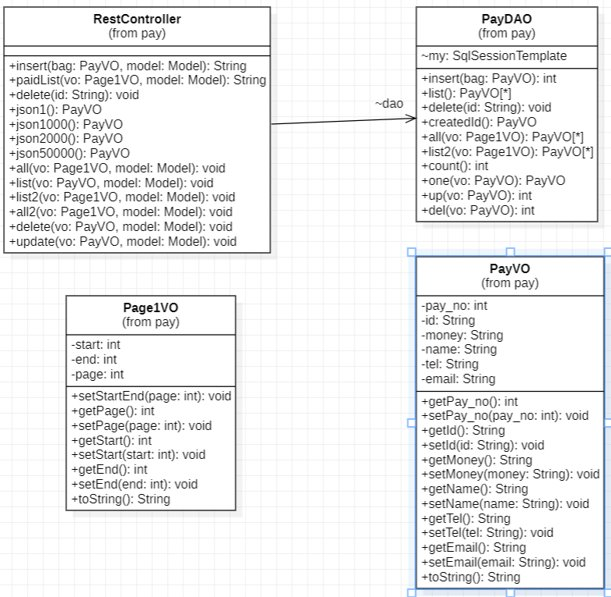 RestController
(from pay)
+insert(bag: PayVO, model: Model): String
+paidList(vo: Page1VO, model: Model): String
+delete(id: String): void
+json1(): PayVO
+json1000(): PayVO
+json2000(): PayVO
+json50000(): PayVO
+all(vo: Page1VO, model: Model): void
+list(vo: PayVO, model: Model): void
+list2(vo: Page1VO, model: Model): void
+all2(vo: Page1VO, model: Model): void
+delete(vo: PayVO, model: Model): void
+update(vo: PayVO, model: Model): void
~dao
PayDAO
(from pay)
~my: SqlSessionTemplate
+insert(bag: PayVO): int
+list(): PayVO[*]
+delete(id: String): void
+createdId(): PayVO
+all(vo: Page1VO): PayVO[*]
+list2(vo: Page1VO): PayVO[*]
+count(): int
+one(vo: PayVO): PayVO
+up(vo: PayVO): int
+del(vo: PayVO): int
Page1VO
(from pay)
-start: int
-end: int
-page: int
+setStartEnd(page: int): void
+getPage(): int
+setPage(page: int): void
+getStart(): int
+setStart(start: int): void
+getEnd(): int
+setEnd(end: int): void
+toString(): String
PayVO
(from pay)
-pay_no: int
-id: String
-money: String
-name: String
-tel: String
-email: String
+getPay_no(): int
+setPay_no(pay_no: int): void
+getId(): String
+setId(id: String): void
+getMoney(): String
+setMoney(money: String): void
+getName(): String
+setName(name: String): void
+getTel(): String
+setTel(tel: String): void
+getEmail(): String
+setEmail(email: String): void
+toString(): String